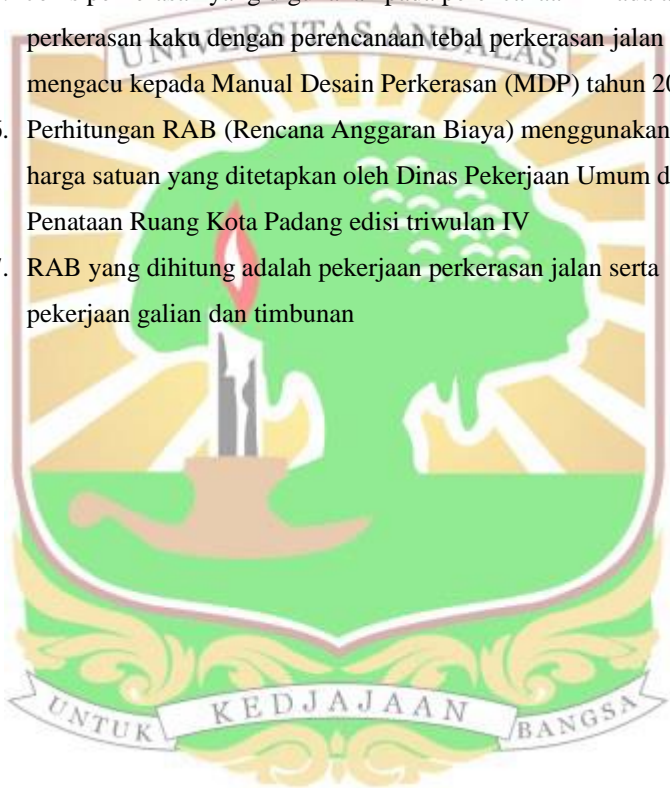 perkerasan kaku dengan perencanaan tebal perkerasan jalan
mengacu kepada Manual Desain Perkerasan (MDP) tahun
Perhitungan RAB (Rencana Anggaran Biaya) menggunakan
harga satuan yang ditetapkan oleh Dinas Pekerjaan Umum
Penataan Ruang Kota Padang edisi triwulan IV
RAB yang dihitung adalah pekerjaan perkerasan jalan serta
pekerjaan galian dan timbunan
UNIVERSITAS ANDALAS
UNTUK KEDJAJAAN BANGSA